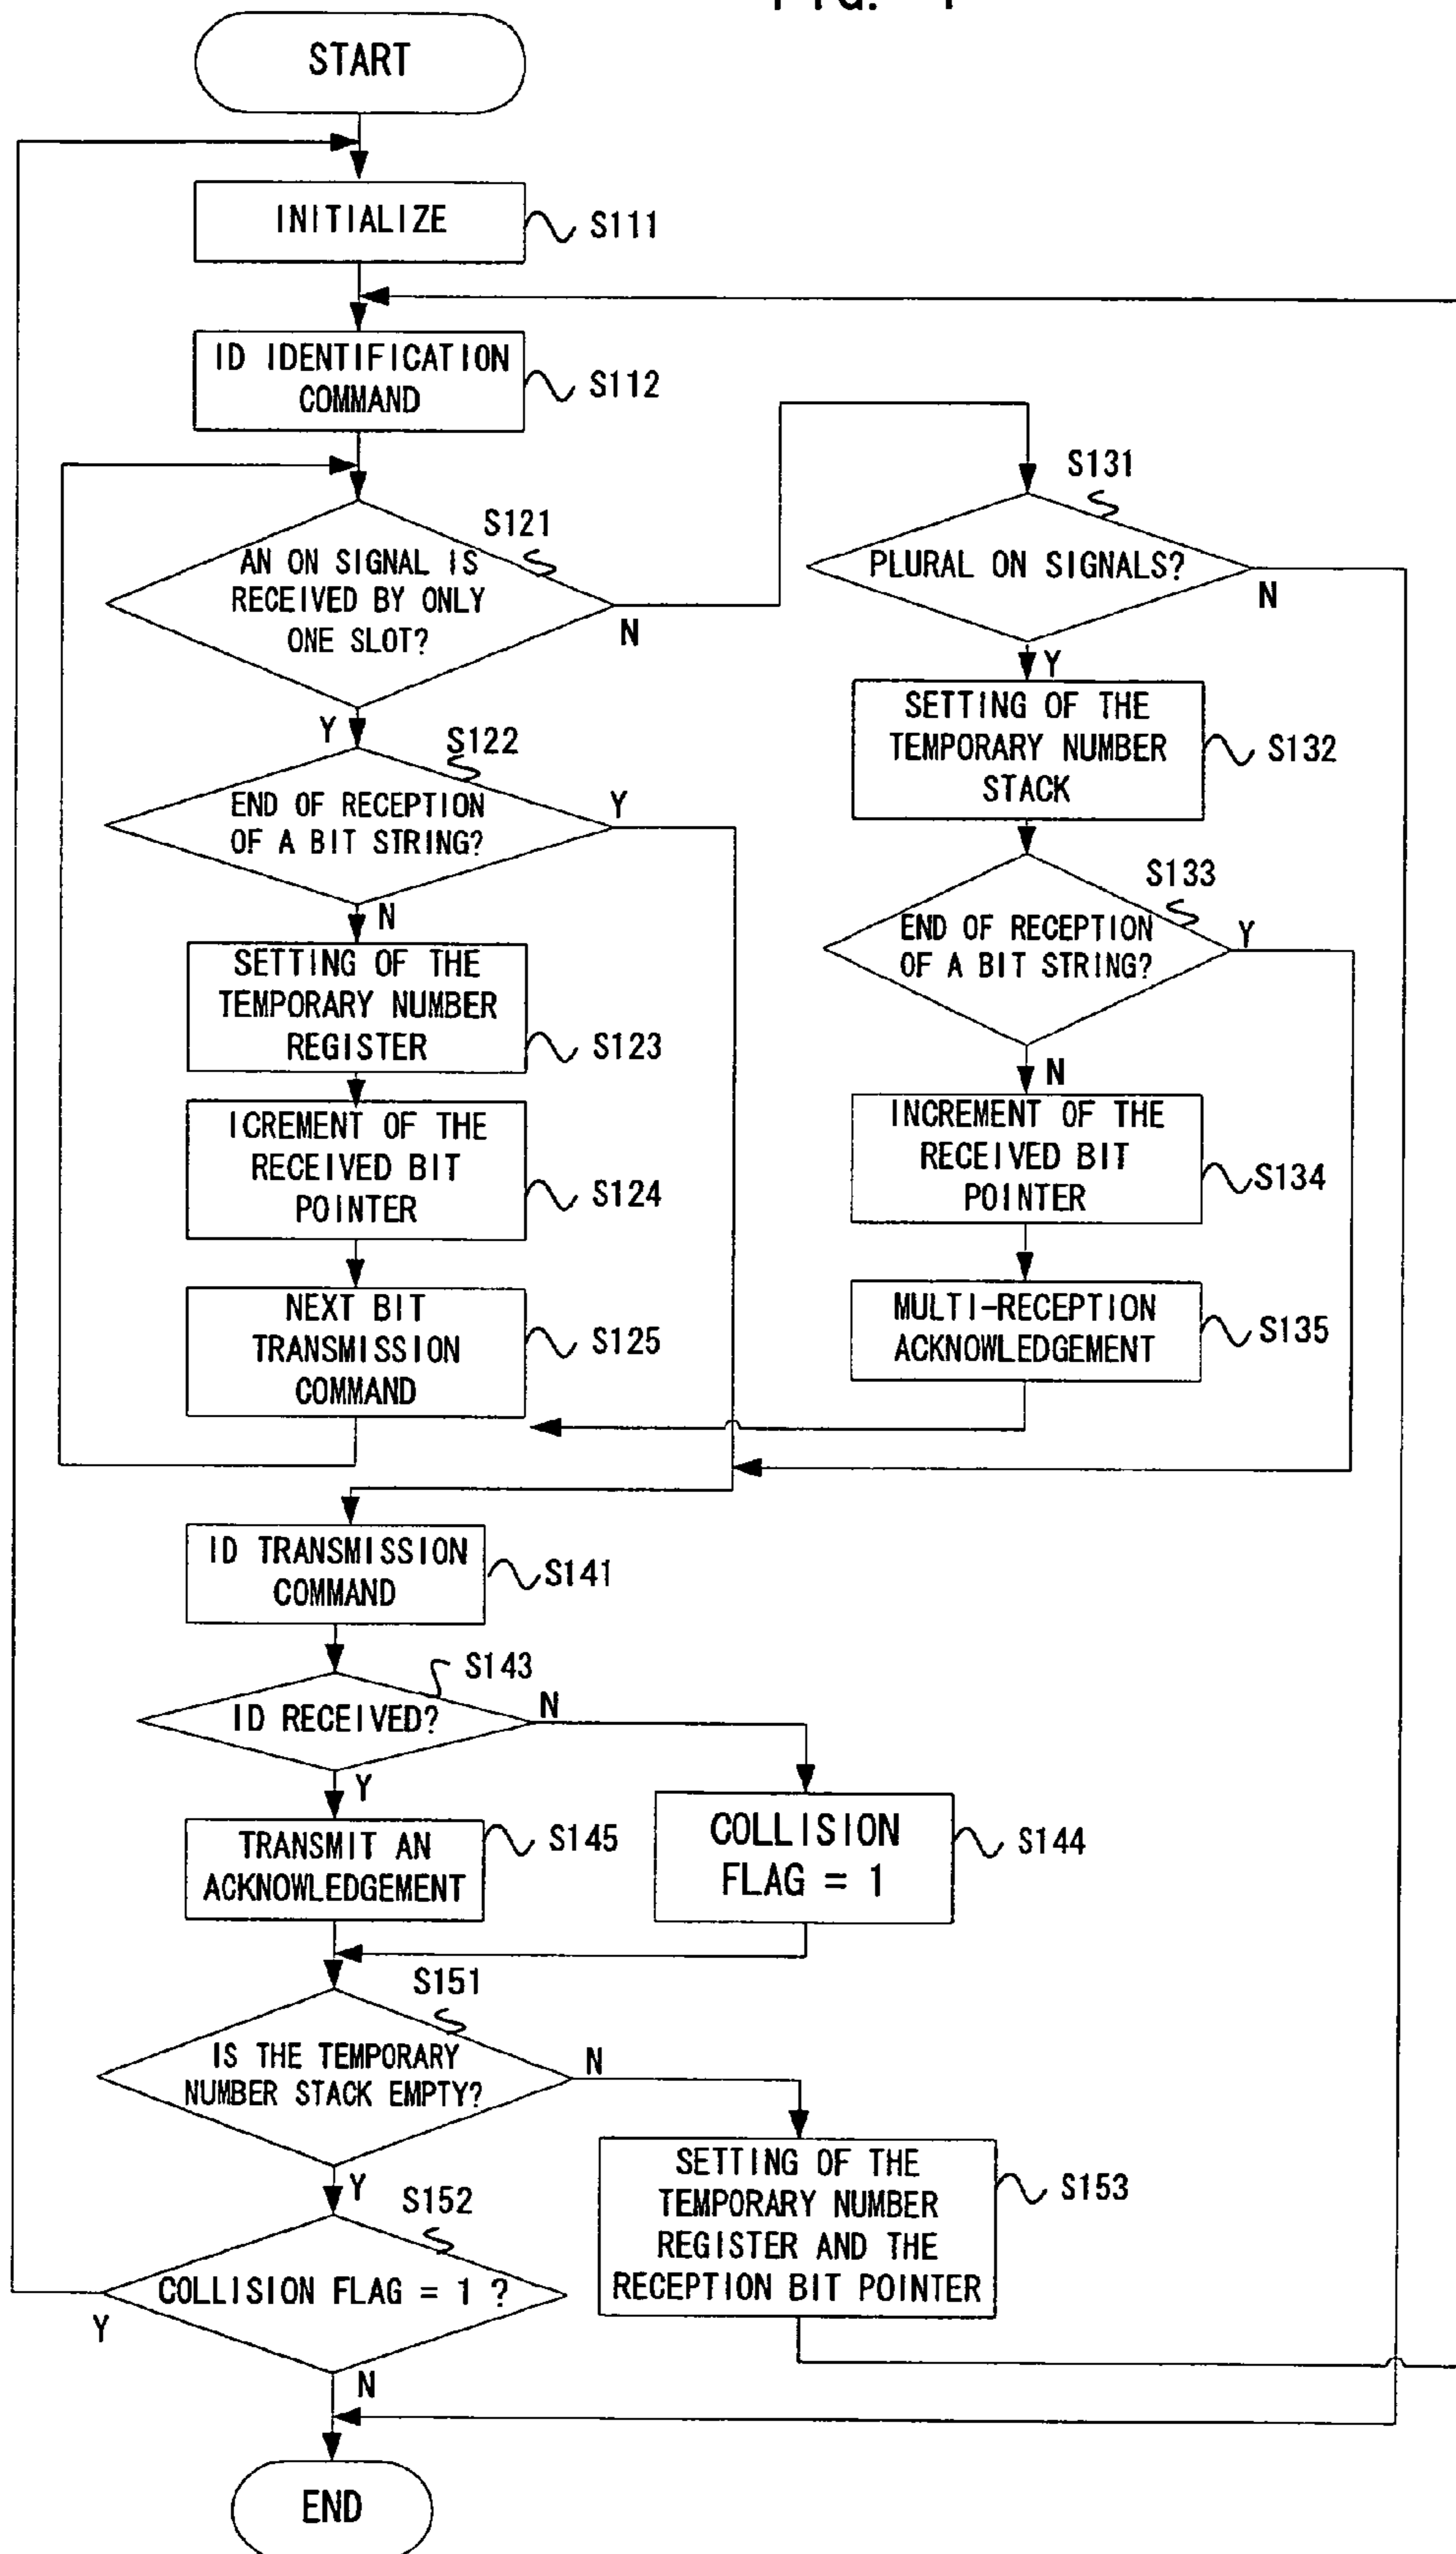 START
INITIALIZE
S111
ID IDENTIFICATION
COMMAND
S112
S121
AN ON SIGNAL IS
RECEIVED BY ONLY
ONE SLOT?
N
Y
S131
PLURAL ON SIGNALS?
N
Y
SETTING OF THE
TEMPORARY NUMBER
STACK
S132
S122
END OF RECEPTION
OF A BIT STRING?
Y
N
S133
END OF RECEPTION
OF A BIT STRING?
Y
N
SETTING OF THE
TEMPORARY NUMBER
REGISTER
S123
ICREMENT OF THE
RECEIVED BIT
POINTER
S124
INCREMENT OF THE
RECEIVED BIT
POINTER
S134
NEXT BIT
TRANSMISSION
COMMAND
S125
MULTI-RECEPTION
ACKNOWLEDGEMENT
S135
ID TRANSMISSION
COMMAND
S141
S143
ID RECEIVED?
N
Y
TRANSMIT AN
ACKNOWLEDGEMENT
S145
COLLISION
FLAG = 1
S144
S151
IS THE TEMPORARY
NUMBER STACK EMPTY?
N
Y
S152
COLLISION FLAG = 1 ?
Y
N
SETTING OF THE
TEMPORARY NUMBER
REGISTER AND THE
RECEPTION BIT POINTER
S153
END